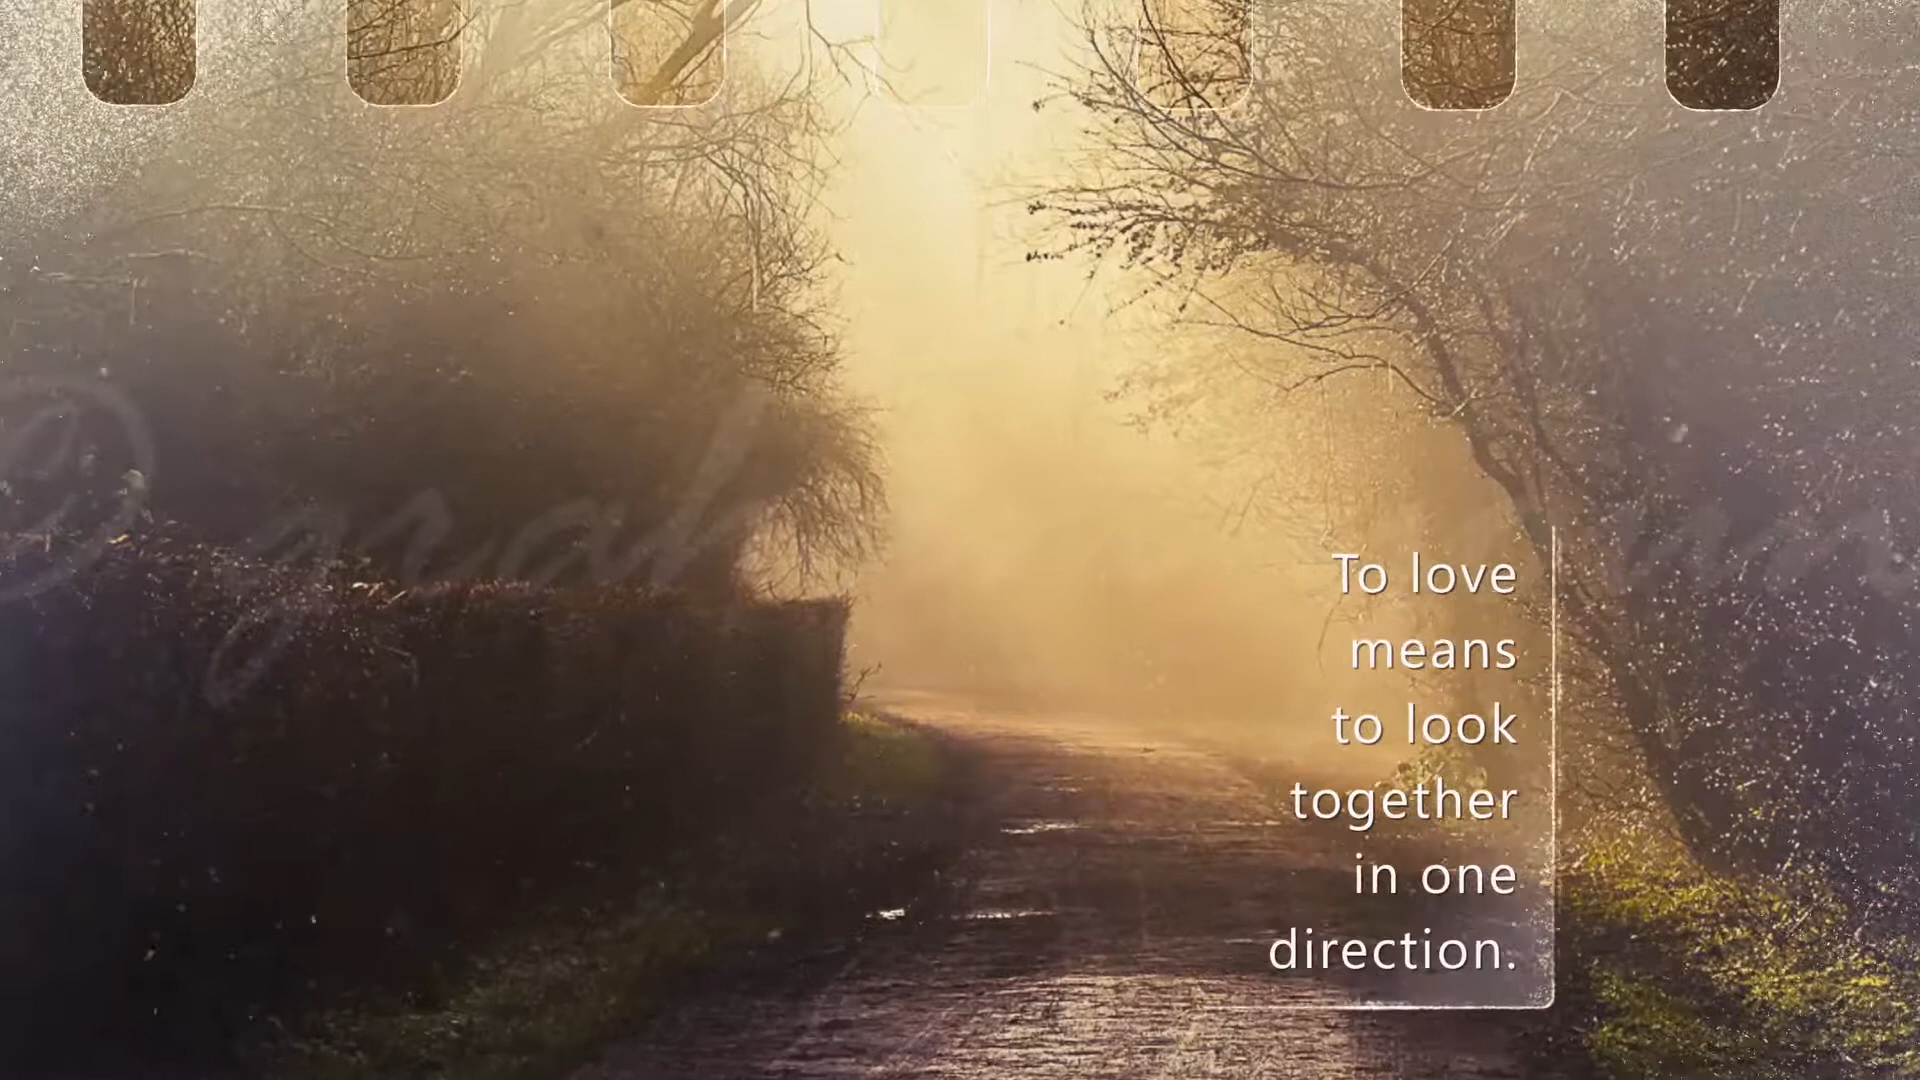 To love
means
to look
together
in one
direction.